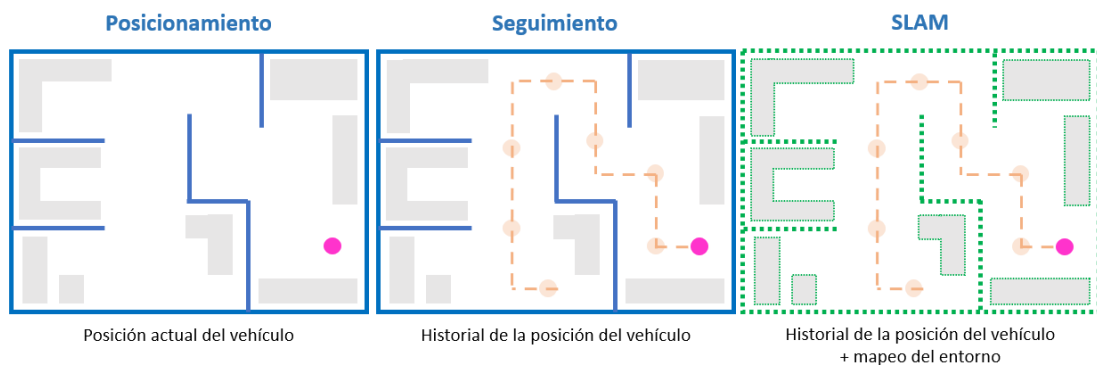 Posicionamiento
Seguimiento
SLAM
Posición actual del vehículo
Historial de la posición del vehículo
Historial de la posición del vehículo
+ mapeo del entorno